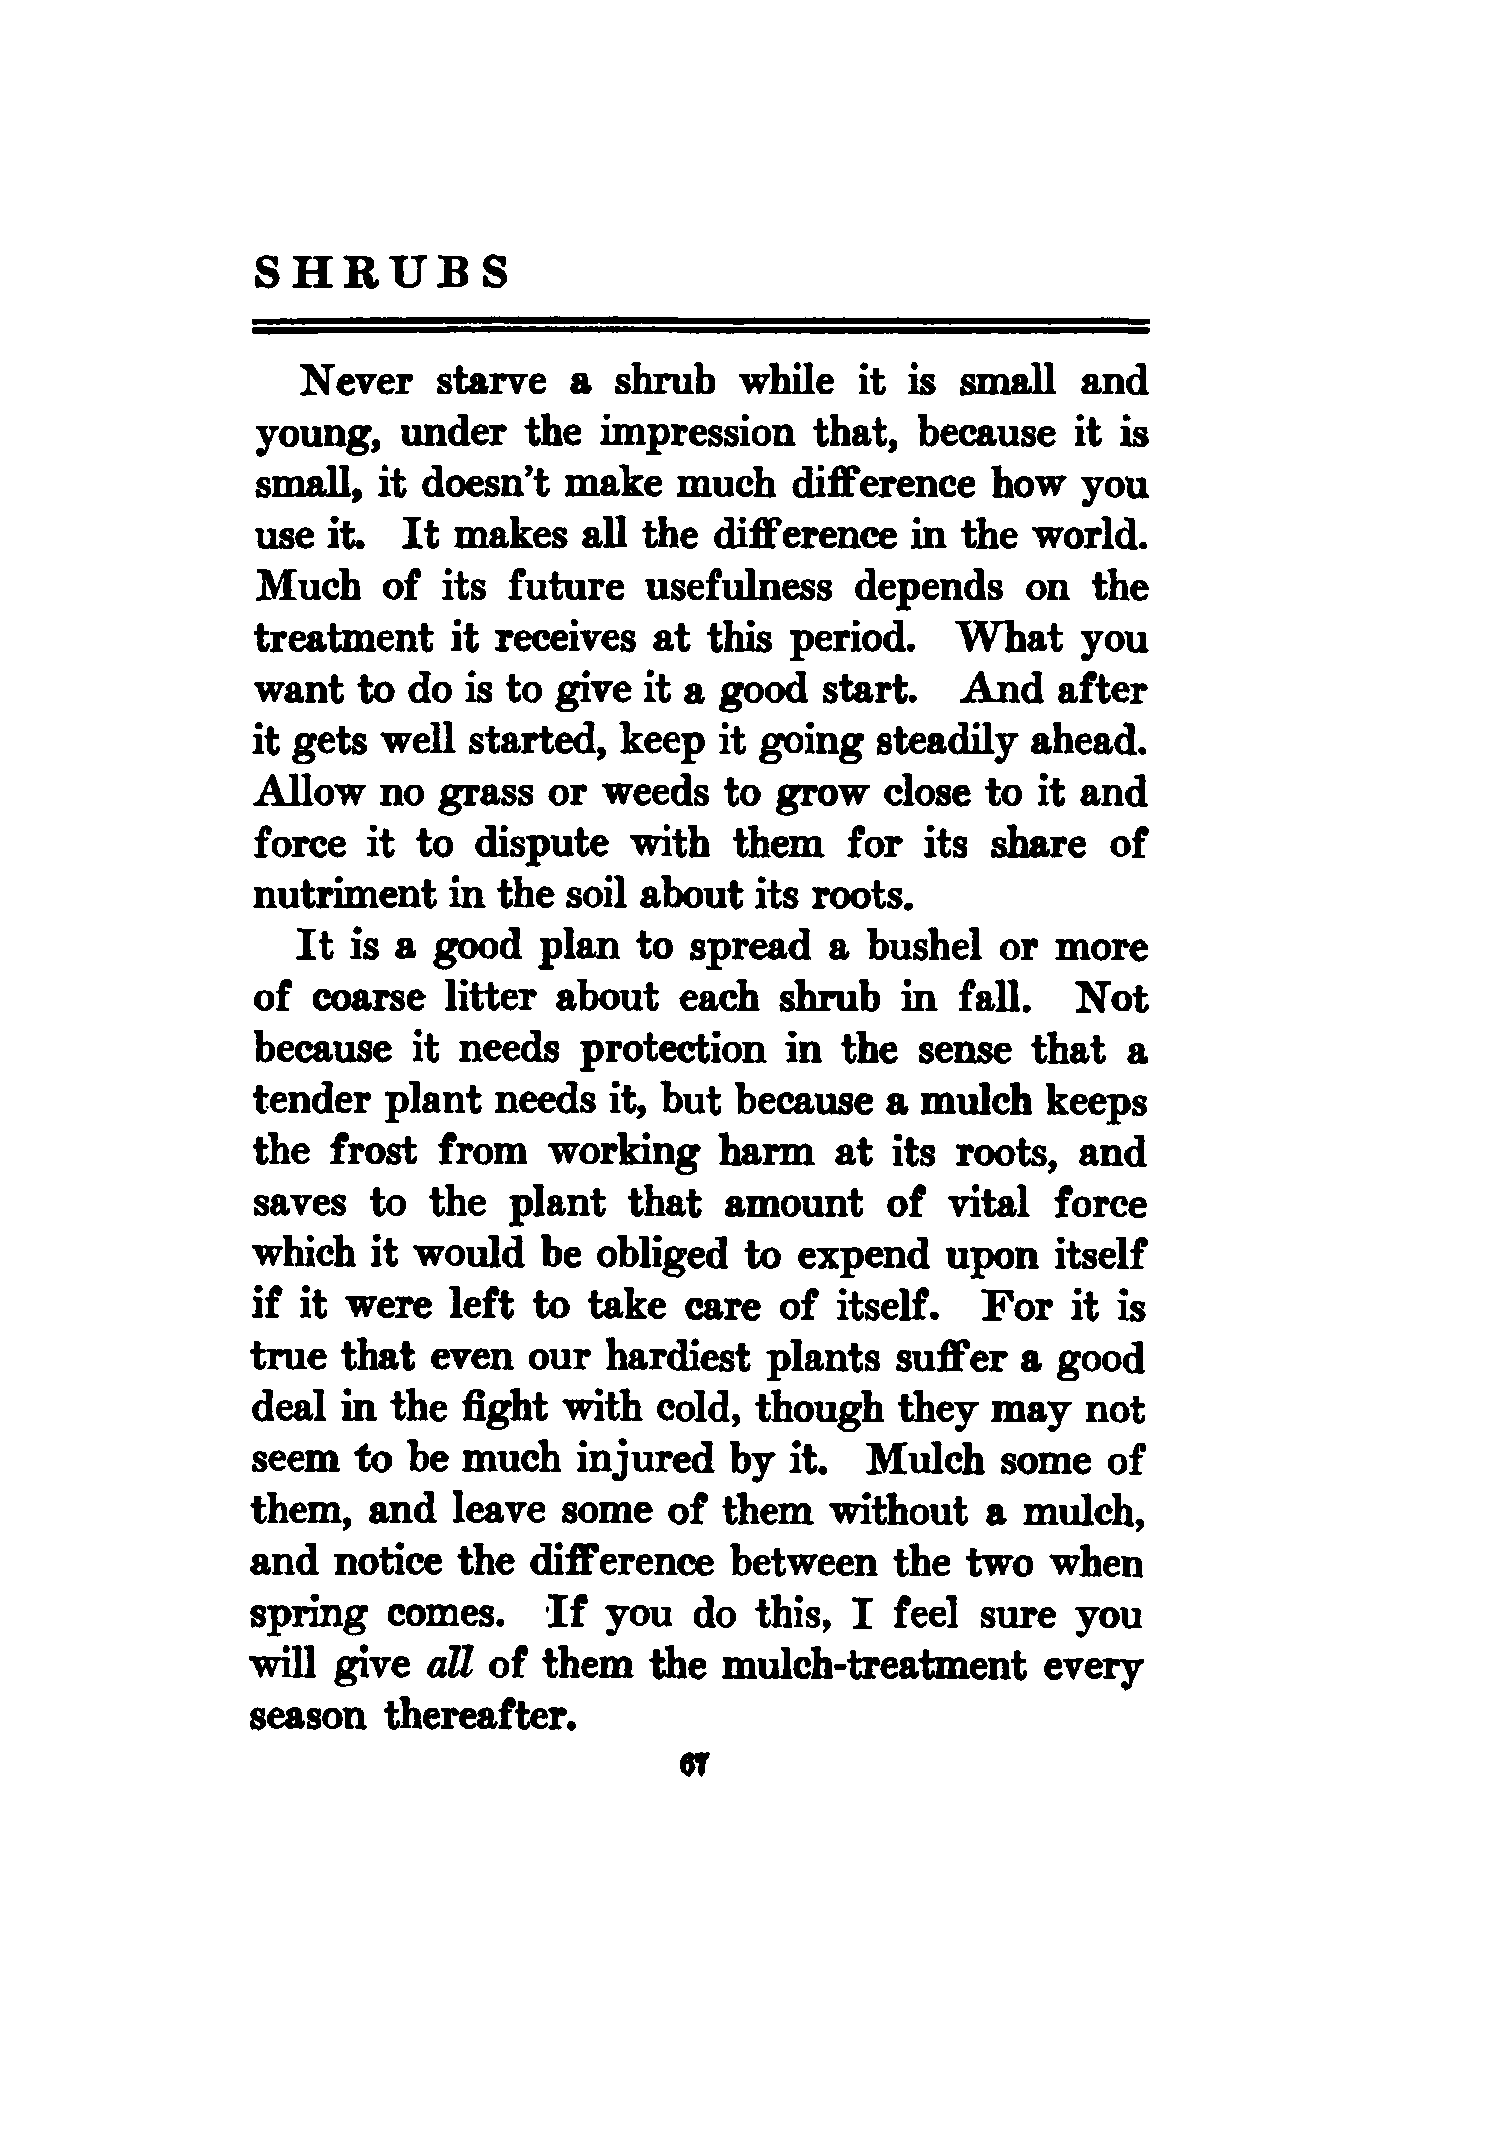 SHRUBS
Never starve a shrub while it is small and
young, under the impression that, because it is
small, it doesn't make much difference how you
use it. It makes all the difference in the world.
Much of its future usefulness depends on the
treatment it receives at this period. What you
want to do is to give it a good start. And after
it gets well started, keep it going steadily ahead.
Allow no grass or weeds to grow close to it and
force it to dispute with them for its share of
nutriment in the soil about its roots.
It is a good plan to spread a bushel or more
of coarse litter about each shrub in fall. Not
because it needs protection in the sense that a
tender plant needs it, but because a mulch keeps
the frost from working harm at its roots, and
saves to the plant that amount of vital force
which it would be obliged to expend upon itself
if it were left to take care of itself. For it is
true that even our hardiest plants suffer a good
deal in the fight with cold, though they may not
seem to be much injured by it. Mulch some of
them, and leave some of them without a mulch,
and notice the difference between the two when
spring comes. If you do this, I feel sure you
will give all of them the mulch-treatment every
season thereafter.
67